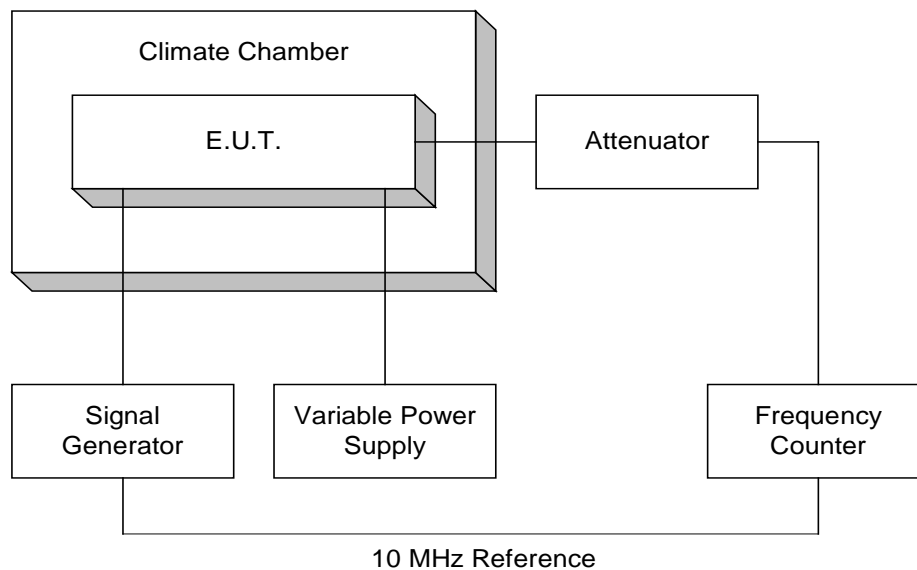 Climate Chamber
E.U.T.
Attenuator
Signal
Generator
Variable Power
Supply
Frequency
Counter
10 MHz Reference